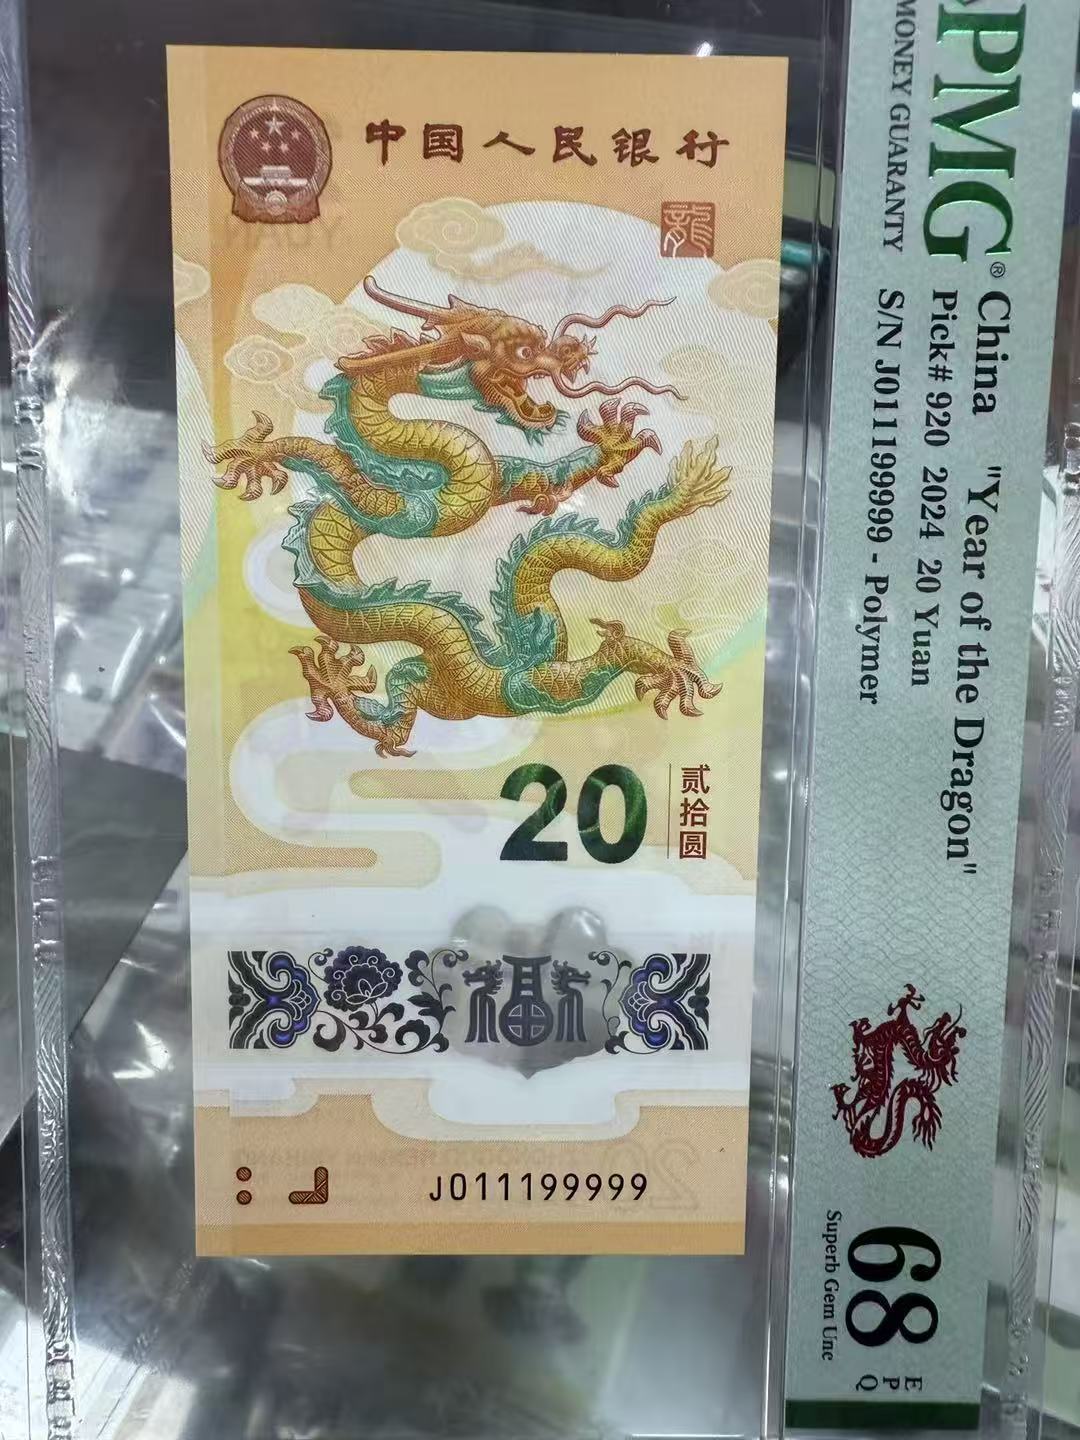 中国人民银行
龍
20
贰拾圆
福
J011199999
PMG
MONEY GUARANTY
China "Year of the Dragon"
Pick# 920 2024 20 Yuan
S/N J011199999 - Polymer
68 EPQ
Superb Gem Unc